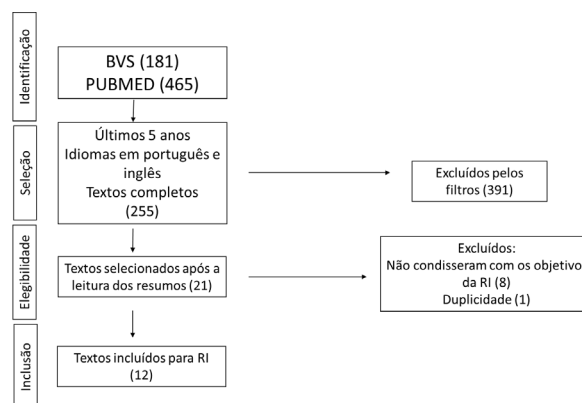 Identificação
BVS (181)
PUBMED (465)
Seleção
Últimos 5 anos
Idiomas em português e
inglês
Textos completos
(255)
Excluídos pelos
filtros (391)
Elegibilidade
Textos selecionados após a
leitura dos resumos (21)
Excluídos:
Não condisseram com os objetivo
da RI (8)
Duplicidade (1)
Inclusão
Textos incluídos para RI
(12)